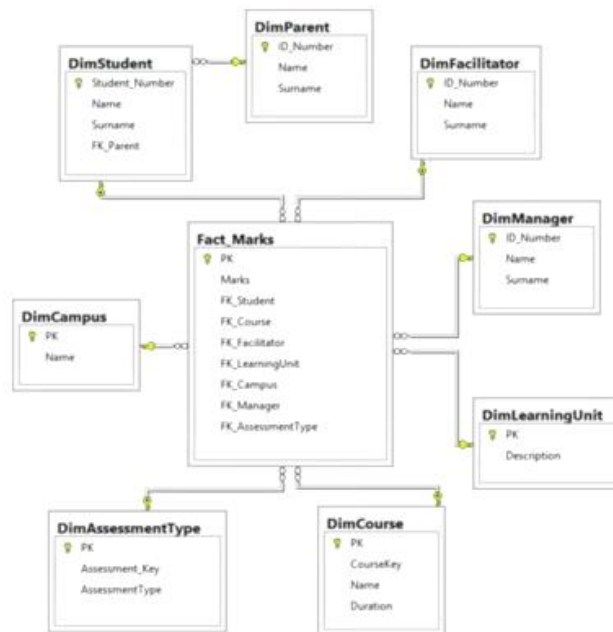 DimParent
ID_Number
Name
Surname
DimStudent
Student_Number
Name
Surname
FK_Parent
DimFacilitator
ID_Number
Name
Surname
Fact_Marks
PK
Marks
FK_Student
FK_Course
FK_Facilitator
FK_LearningUnit
FK_Campus
FK_Manager
FK_AssessmentType
DimManager
ID_Number
Name
Surname
DimCampus
PK
Name
DimLearningUnit
PK
Description
DimAssessmentType
PK
Assessment_Key
AssessmentType
DimCourse
PK
CourseKey
Name
Duration